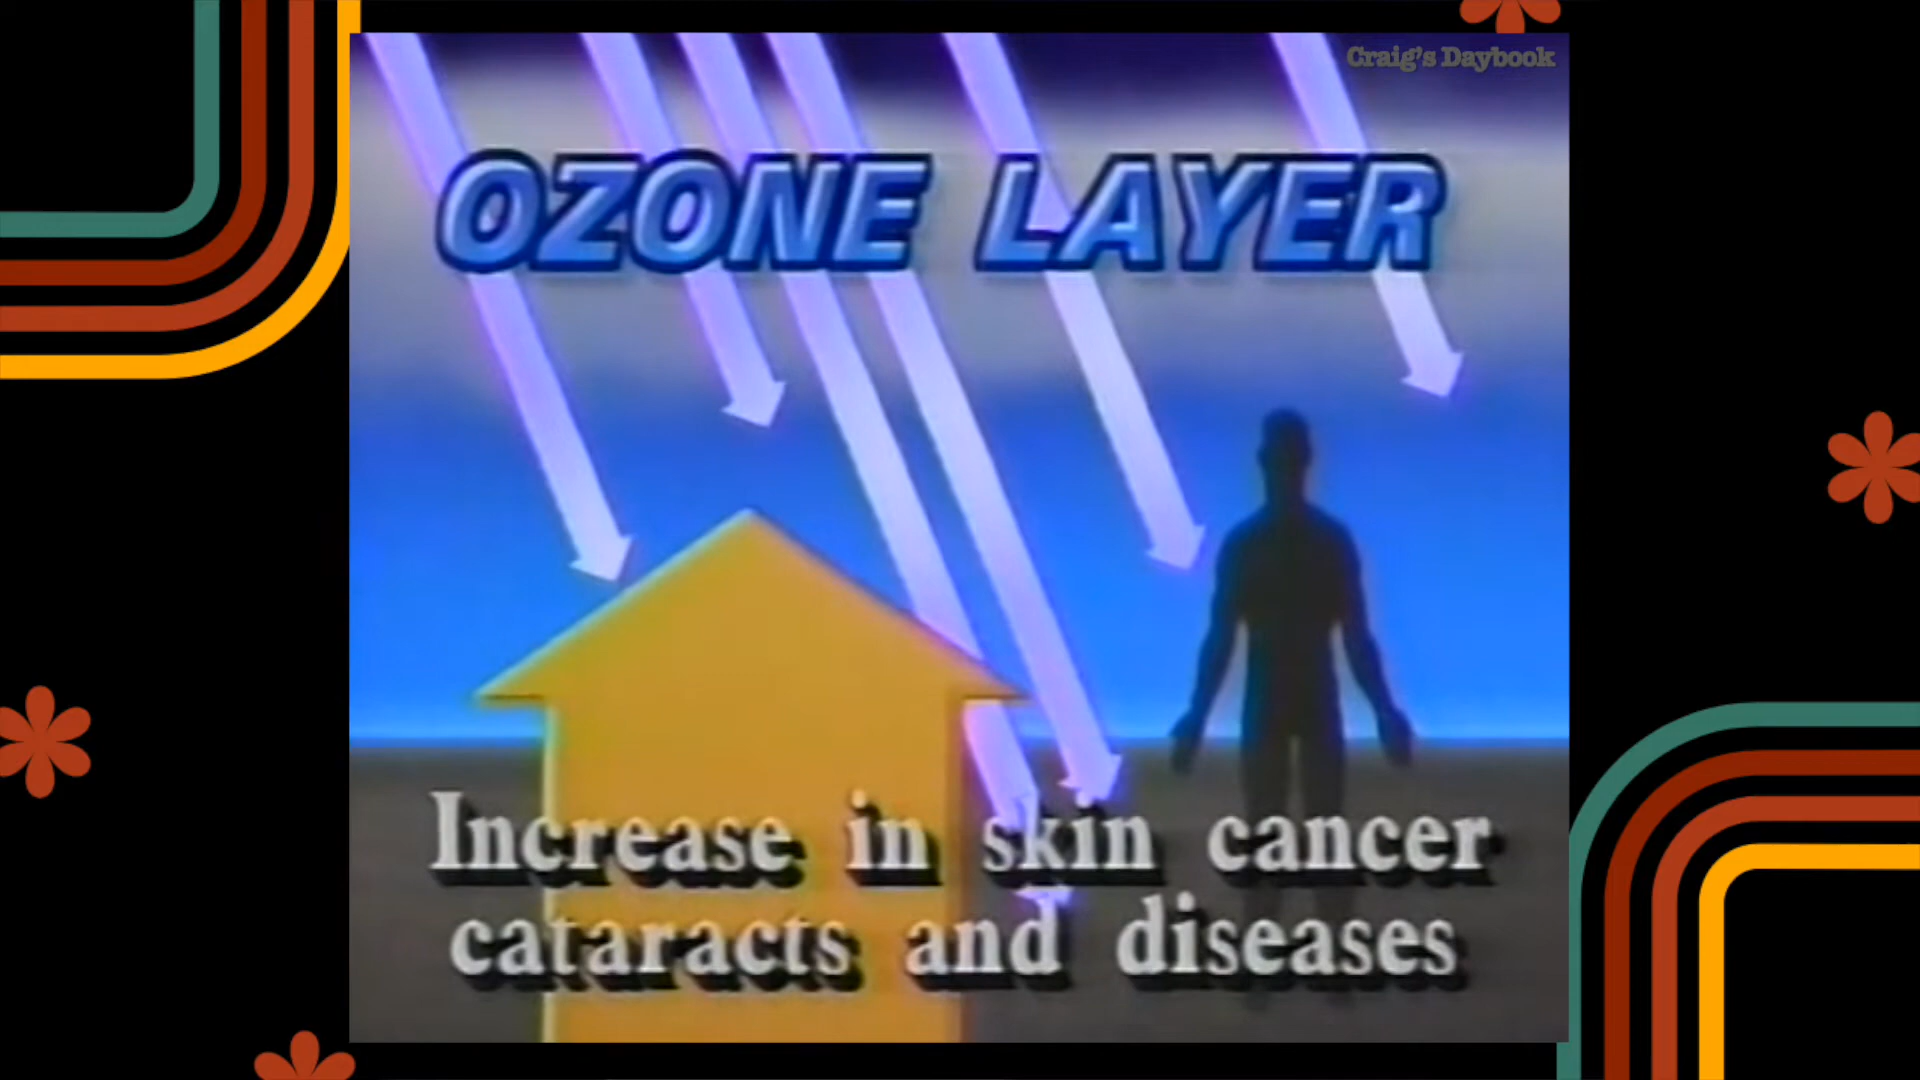 Craig's Daybook
OZONE LAYER
Increase in skin cancer
cataracts and diseases